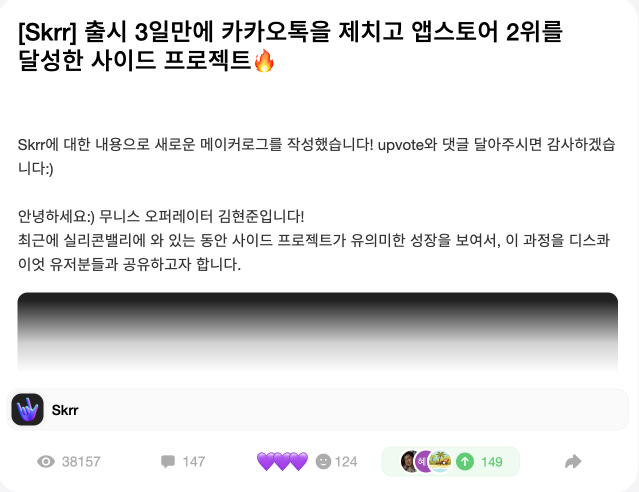 [Skrr] 출시 3일만에 카카오톡을 제치고 앱스토어 2위를
달성한 사이드 프로젝트🔥
Skrr에 대한 내용으로 새로운 메이커로그를 작성했습니다! upvote와 댓글 달아주시면 감사하겠습
니다:)
안녕하세요:) 무니스 오퍼레이터 김현준입니다!
최근에 실리콘밸리에 와 있는 동안 사이드 프로젝트가 유의미한 성장을 보여서, 이 과정을 디스콰
이엇 유저분들과 공유하고자 합니다.
Skrr
38157
147
💜💜💜
124
149